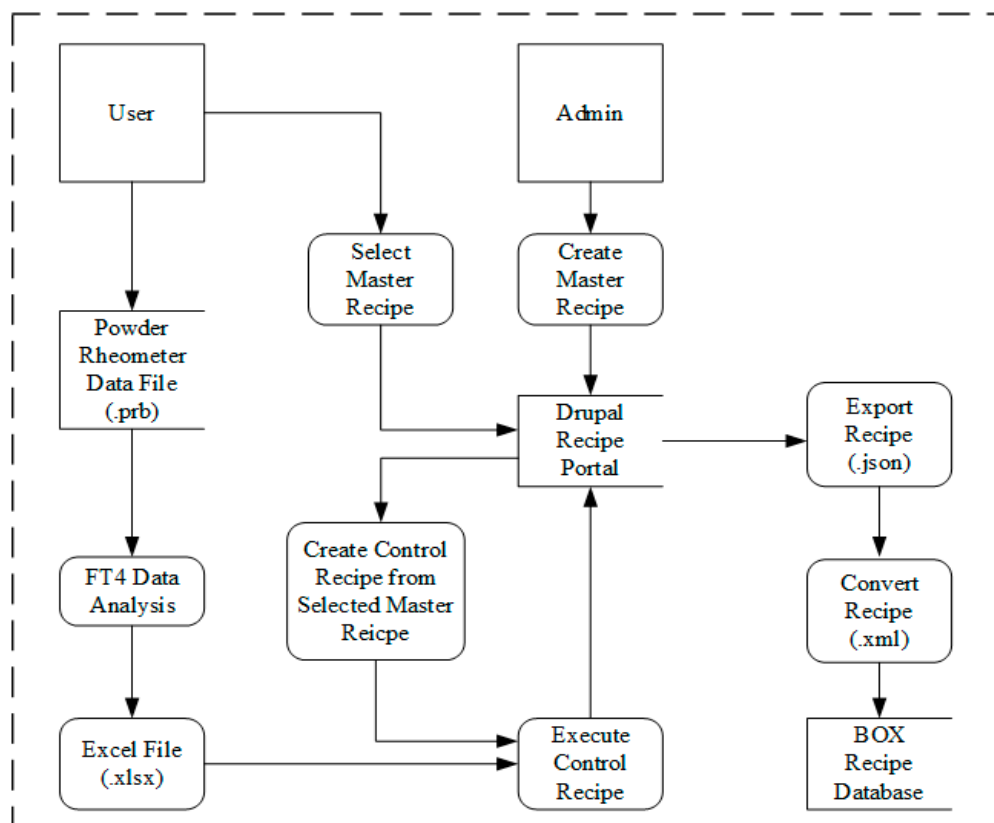 User
Admin
Select
Master
Recipe
Create
Master
Recipe
Powder
Rheometer
Data File
(.prb)
Drupal
Recipe
Portal
Export
Recipe
(.json)
Create Control
Recipe from
Selected Master
Reicpe
FT4 Data
Analysis
Convert
Recipe
(.xml)
Excel File
(.xlsx)
Execute
Control
Recipe
BOX
Recipe
Database